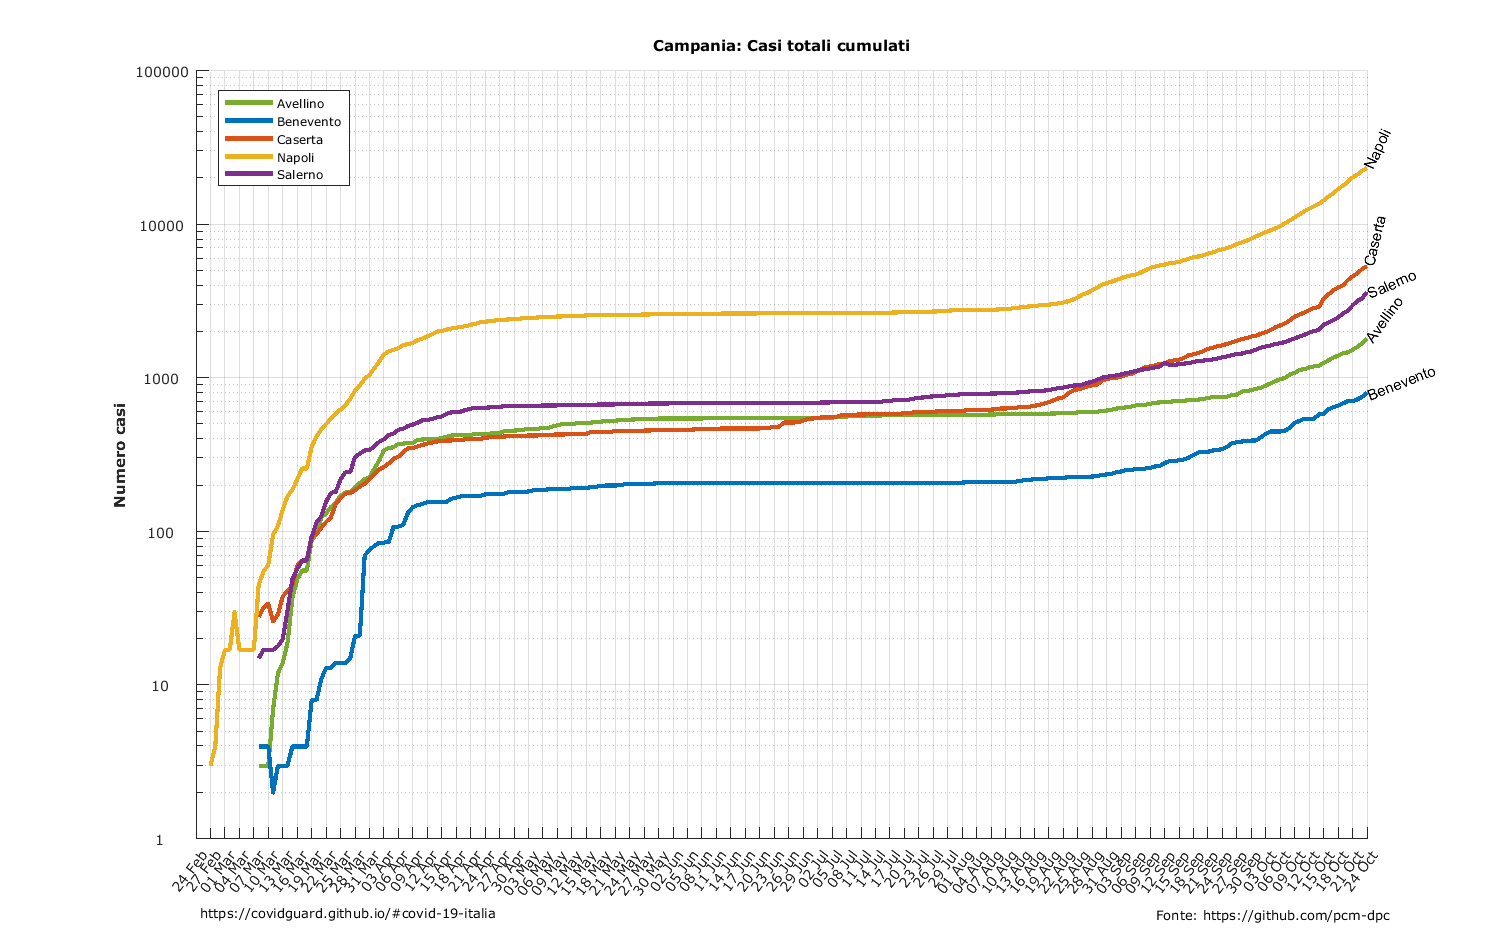 Campania: Casi totali cumulati
100000
10000
1000
100
10
1
Numero casi
Avellino
Benevento
Caserta
Napoli
Salerno
Napoli
Caserta
Salerno
Avellino
Benevento
24 Feb
27 Feb
01 Mar
04 Mar
07 Mar
10 Mar
13 Mar
16 Mar
19 Mar
22 Mar
25 Mar
28 Mar
31 Mar
03 Apr
06 Apr
09 Apr
12 Apr
15 Apr
18 Apr
21 Apr
24 Apr
27 Apr
30 Apr
03 May
06 May
09 May
12 May
15 May
18 May
21 May
24 May
27 May
30 May
02 Jun
05 Jun
08 Jun
11 Jun
14 Jun
17 Jun
20 Jun
23 Jun
26 Jun
29 Jun
02 Jul
05 Jul
08 Jul
11 Jul
14 Jul
17 Jul
20 Jul
23 Jul
26 Jul
29 Jul
01 Aug
04 Aug
07 Aug
10 Aug
13 Aug
16 Aug
19 Aug
22 Aug
25 Aug
28 Aug
31 Aug
03 Sep
06 Sep
09 Sep
12 Sep
15 Sep
18 Sep
21 Sep
24 Sep
27 Sep
30 Sep
03 Oct
06 Oct
09 Oct
12 Oct
15 Oct
18 Oct
21 Oct
24 Oct
https://covidguard.github.io/#covid-19-italia
Fonte: https://github.com/pcm-dpc